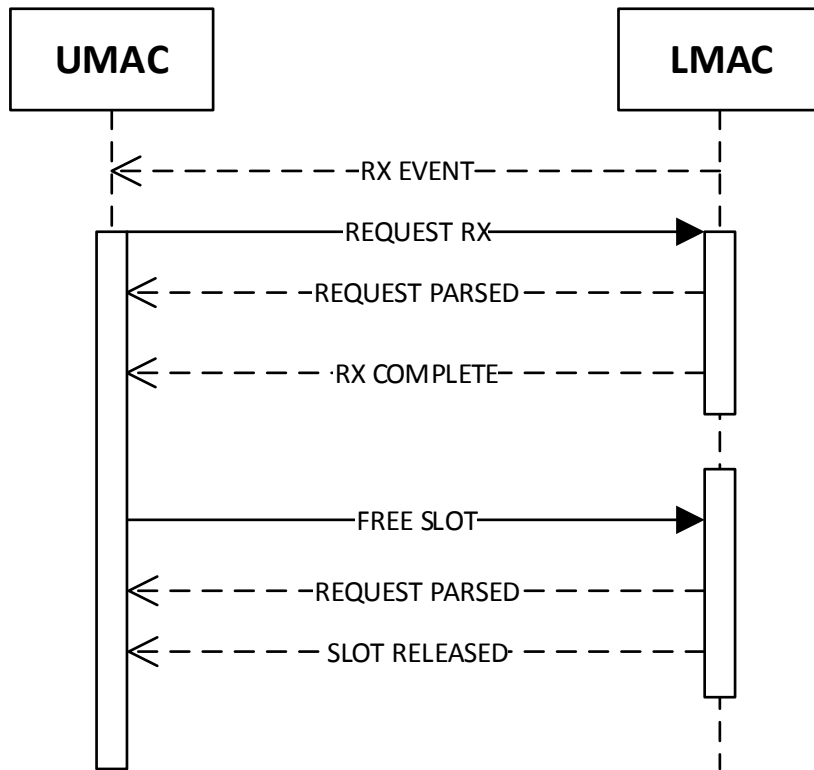 UMAC
LMAC
RX EVENT
REQUEST RX
REQUEST PARSED
RX COMPLETE
FREE SLOT
REQUEST PARSED
SLOT RELEASED